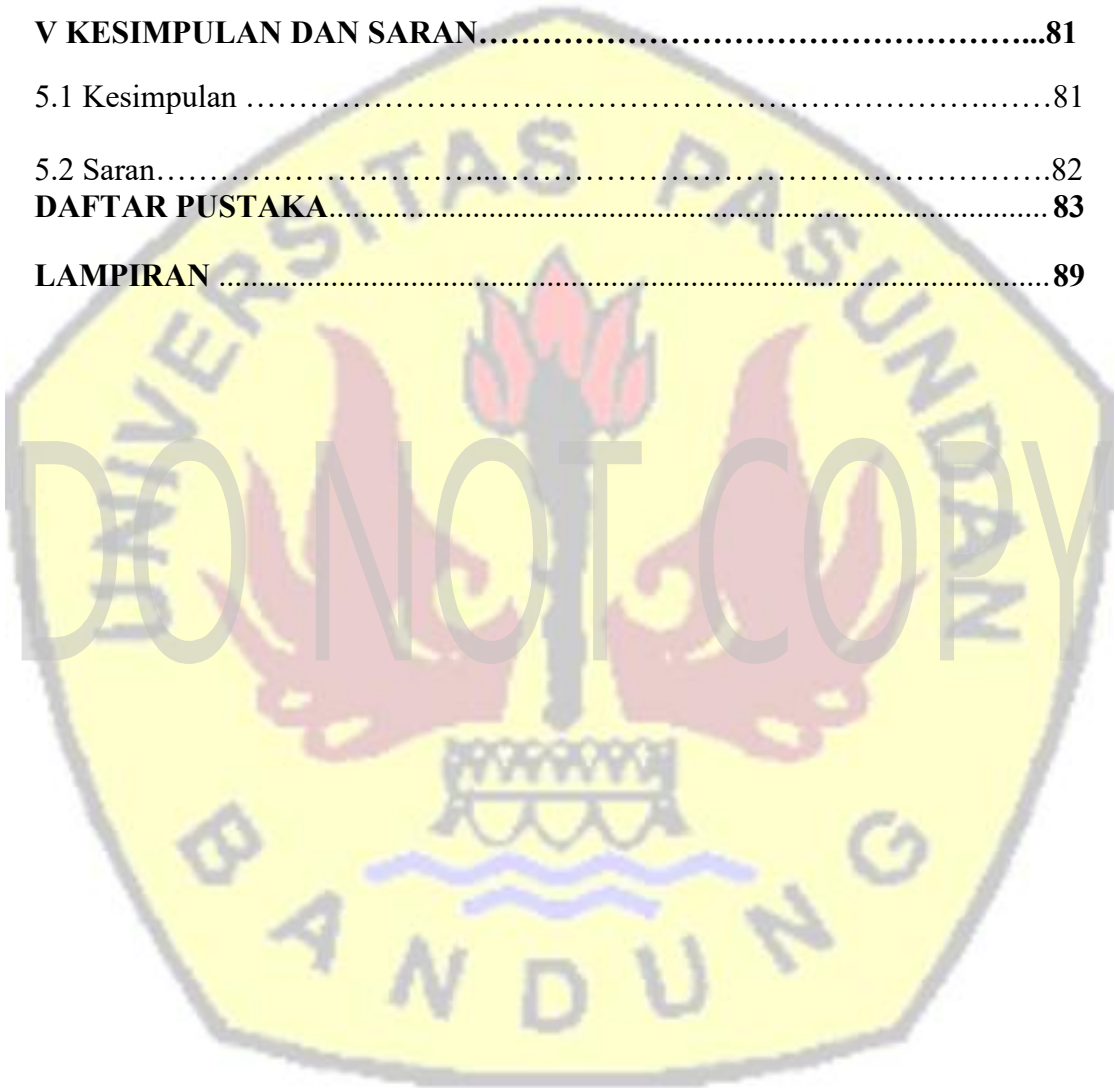 V KESIMPULAN DAN SARAN…………………………………………………...81
5.1 Kesimpulan …………………………………………………………………….……81
5.2 Saran…………………………...………………………………………………….82
DAFTAR PUSTAKA.......................................................................................... 83
LAMPIRAN ........................................................................................................ 89
UNIVERSITAS PASUNDAN
DO NOT COPY
BANDUNG